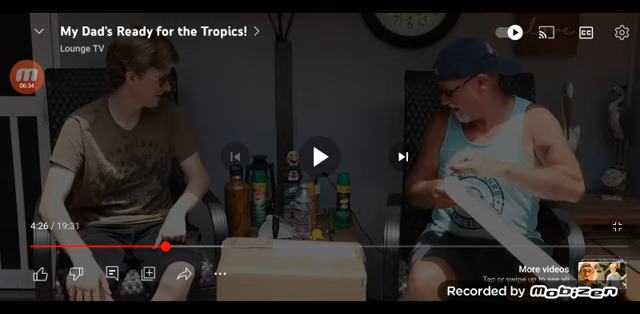 My Dad's Ready for the Tropics!
Lounge TV
CC
m
06:34
4:26 / 19:31
More videos
Tap or swipe up to see all
Recorded by MOBIZEN